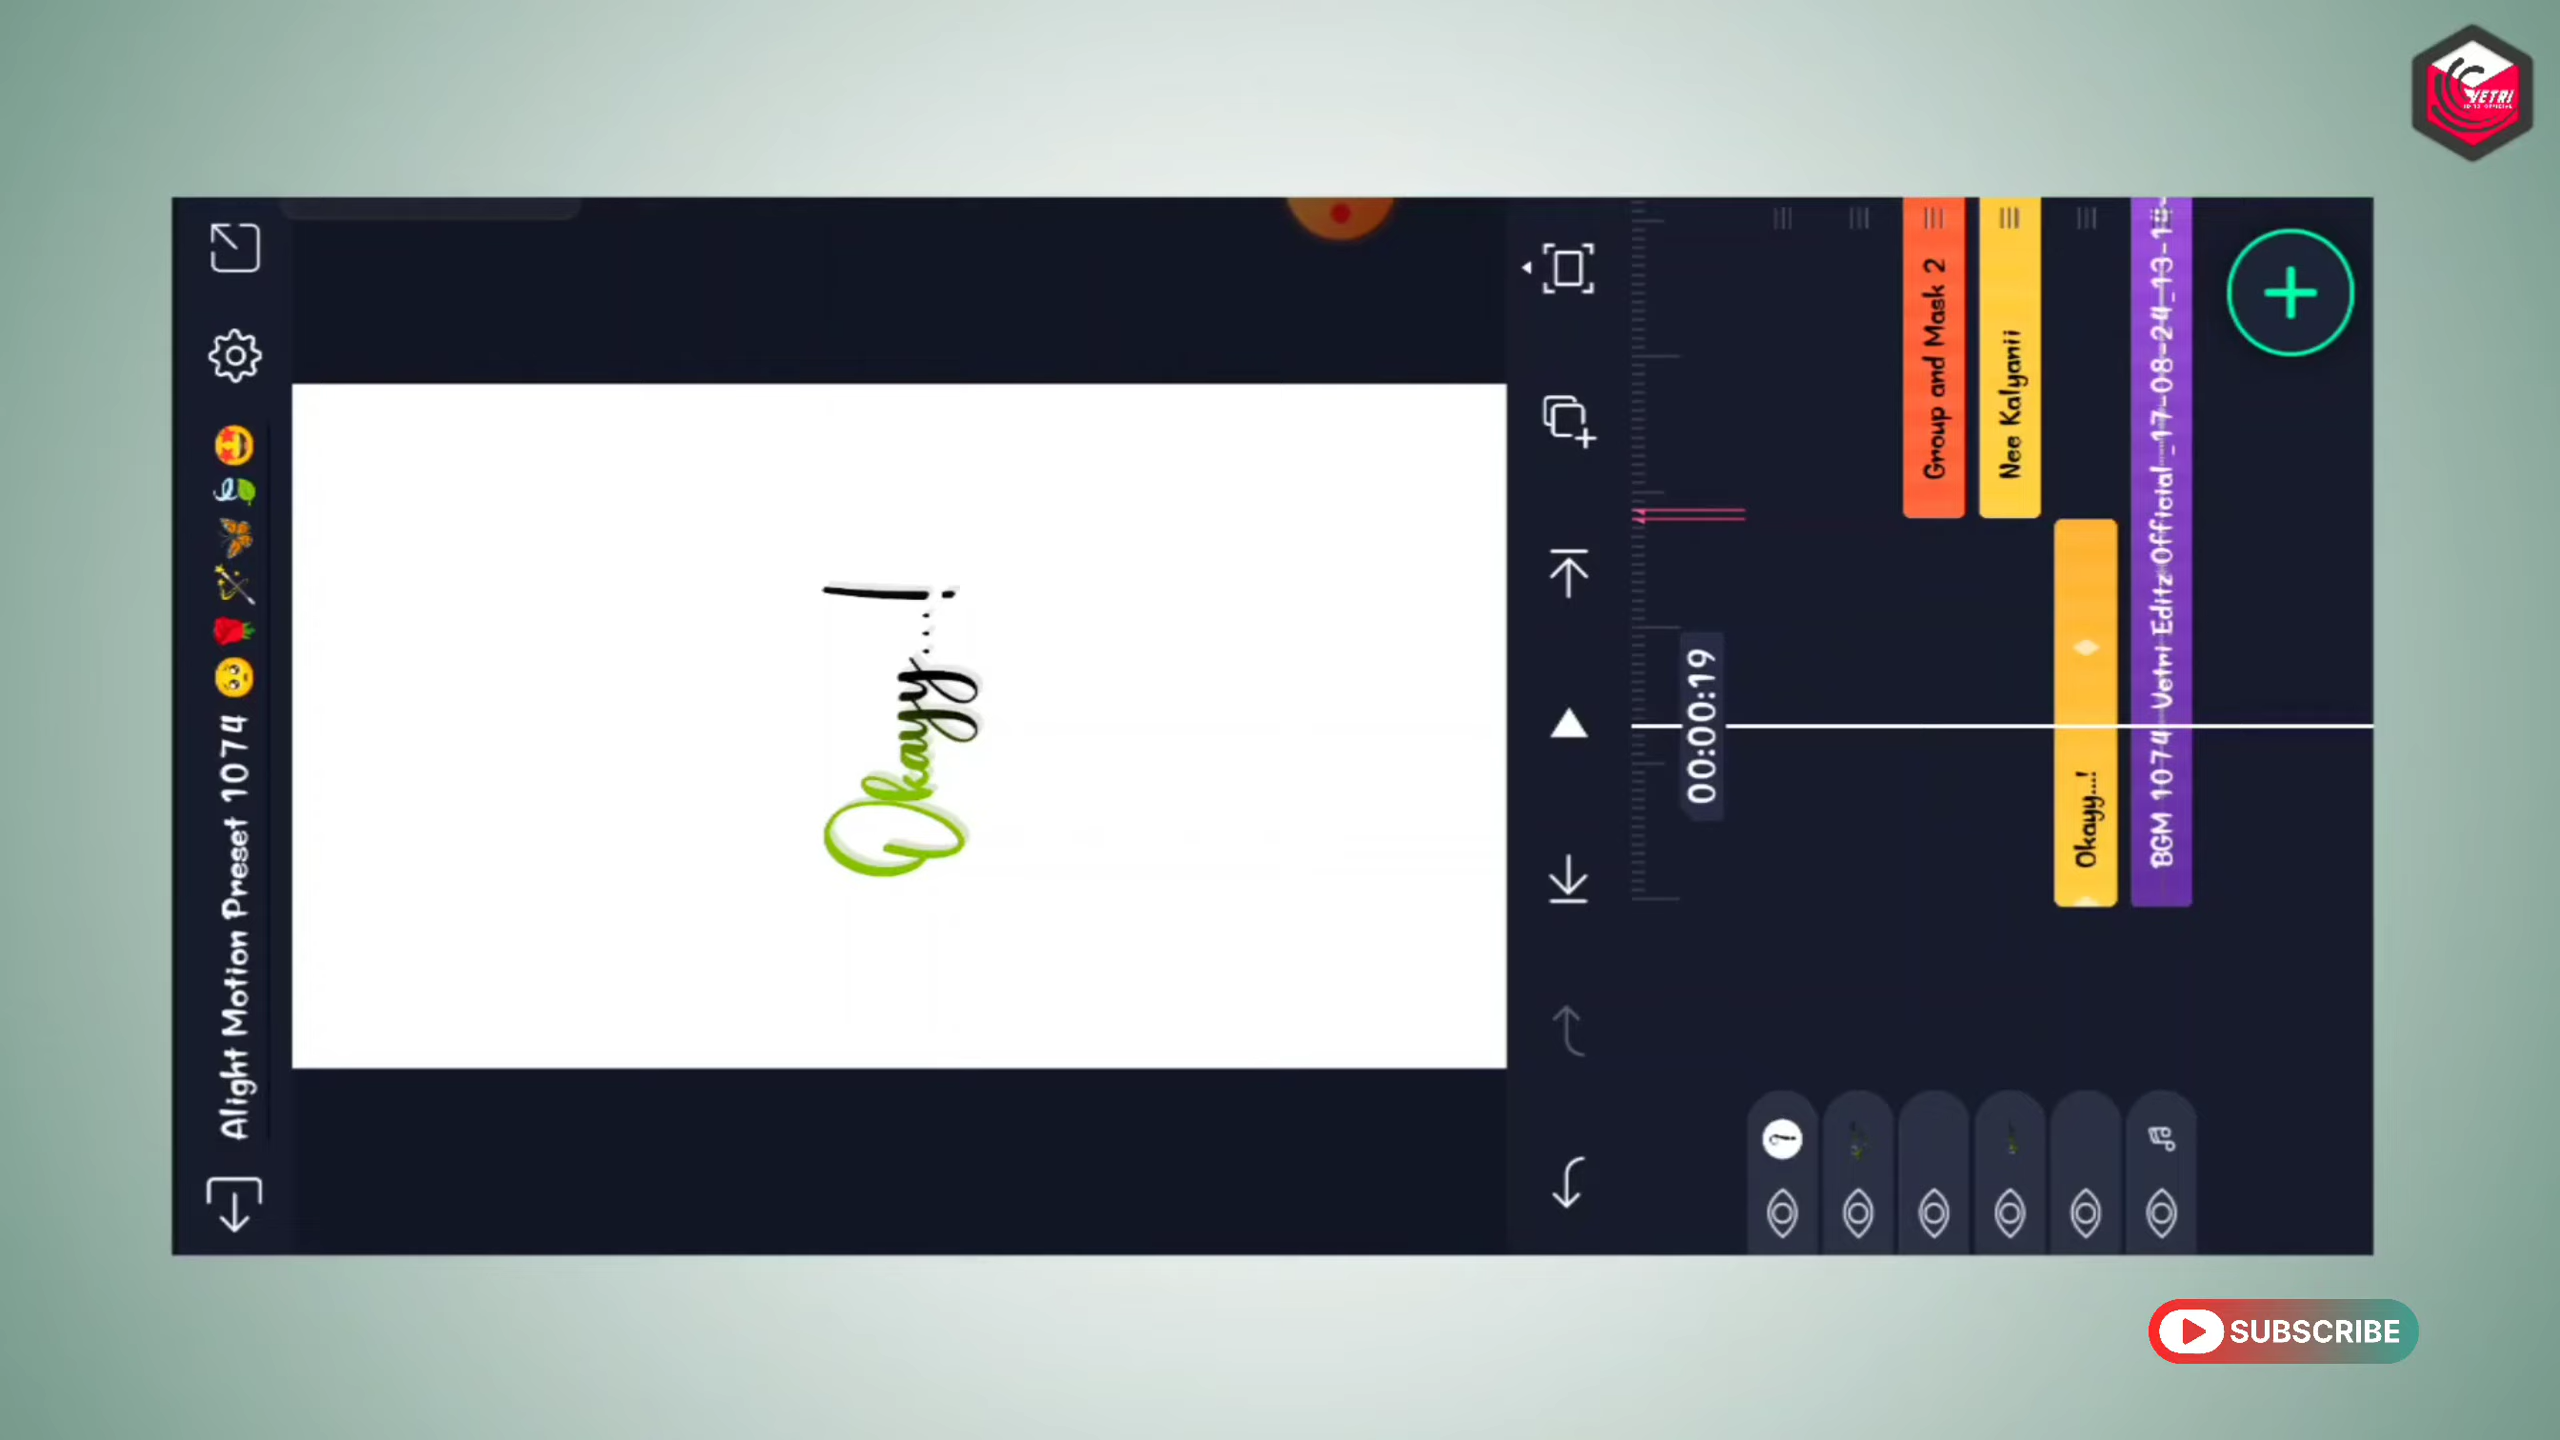 VETRI
Alight Motion Preset 1074 🥺🌹🪄🦋🍃🤩
Okayy...!
00:00:19
Group and Mask 2
Nee Kalyanii
Okayy...!
BGM 1074 Vetri Editz Official_17-08-24_13-1
SUBSCRIBE